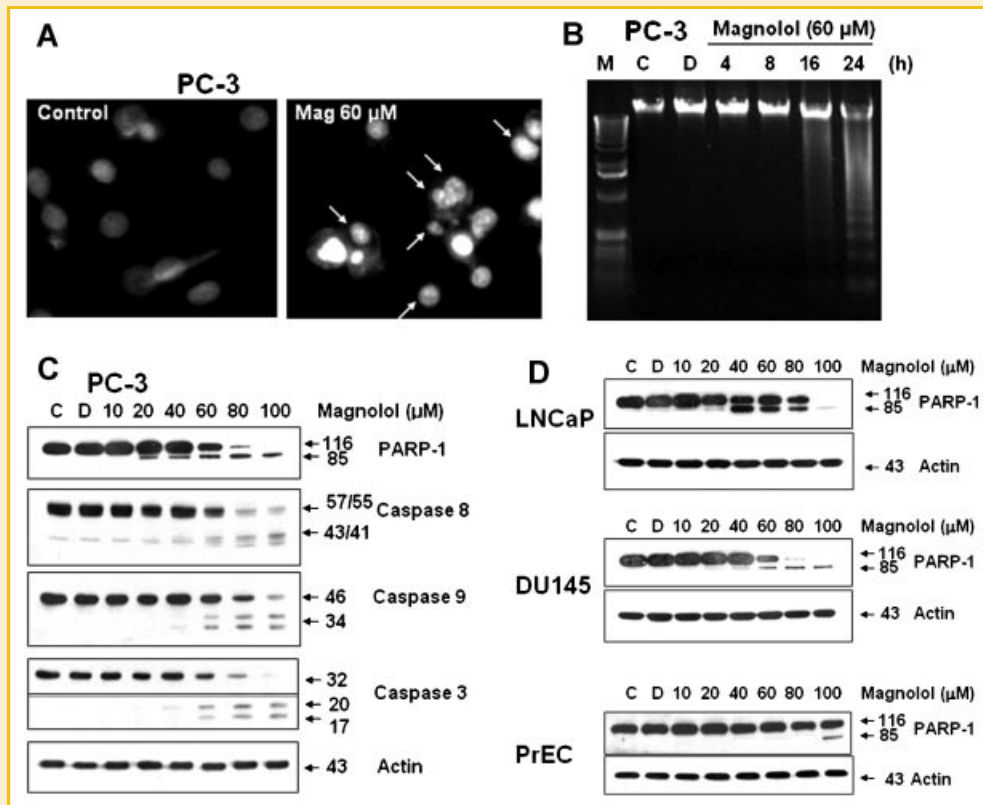 A
PC-3
Control
Mag 60 µM
B
PC-3 Magnolol (60 µM)
M C D 4 8 16 24 (h)
C
PC-3
C D 10 20 40 60 80 100 Magnolol (µM)
116
85
PARP-1
57/55
Caspase 8
43/41
46
Caspase 9
34
32
Caspase 3
20
17
43 Actin
D
C D 10 20 40 60 80 100 Magnolol (µM)
LNCaP
116
85
PARP-1
43 Actin
C D 10 20 40 60 80 100 Magnolol (µM)
DU145
116
85
PARP-1
43 Actin
C D 10 20 40 60 80 100 Magnolol (µM)
PrEC
116
85
PARP-1
43 Actin